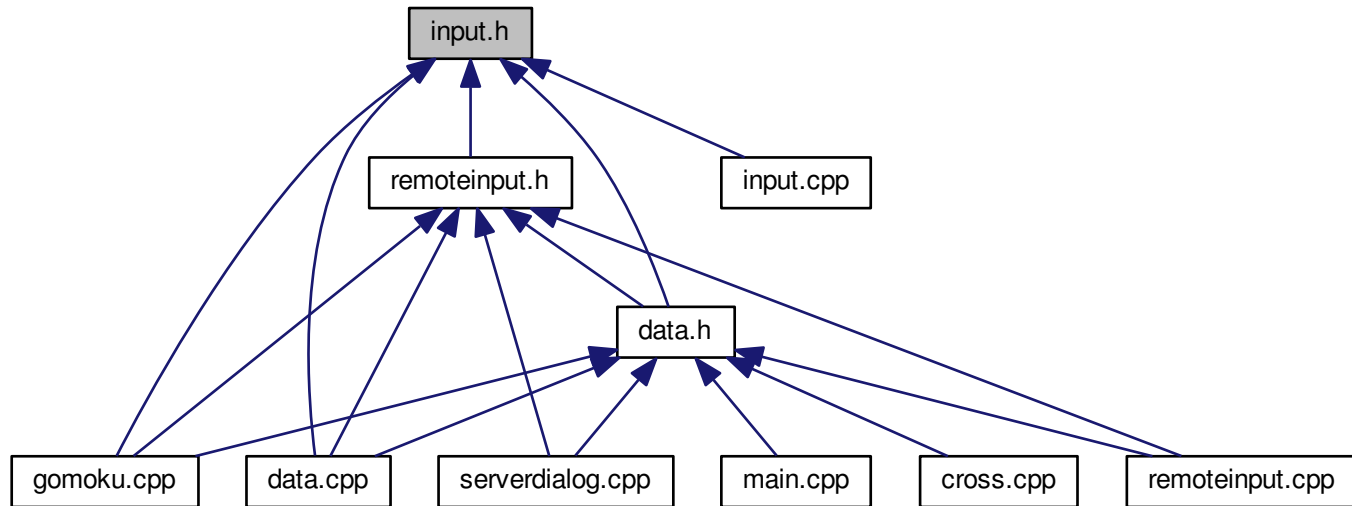 input.h
remoteinput.h
input.cpp
data.h
gomoku.cpp
data.cpp
serverdialog.cpp
main.cpp
cross.cpp
remoteinput.cpp